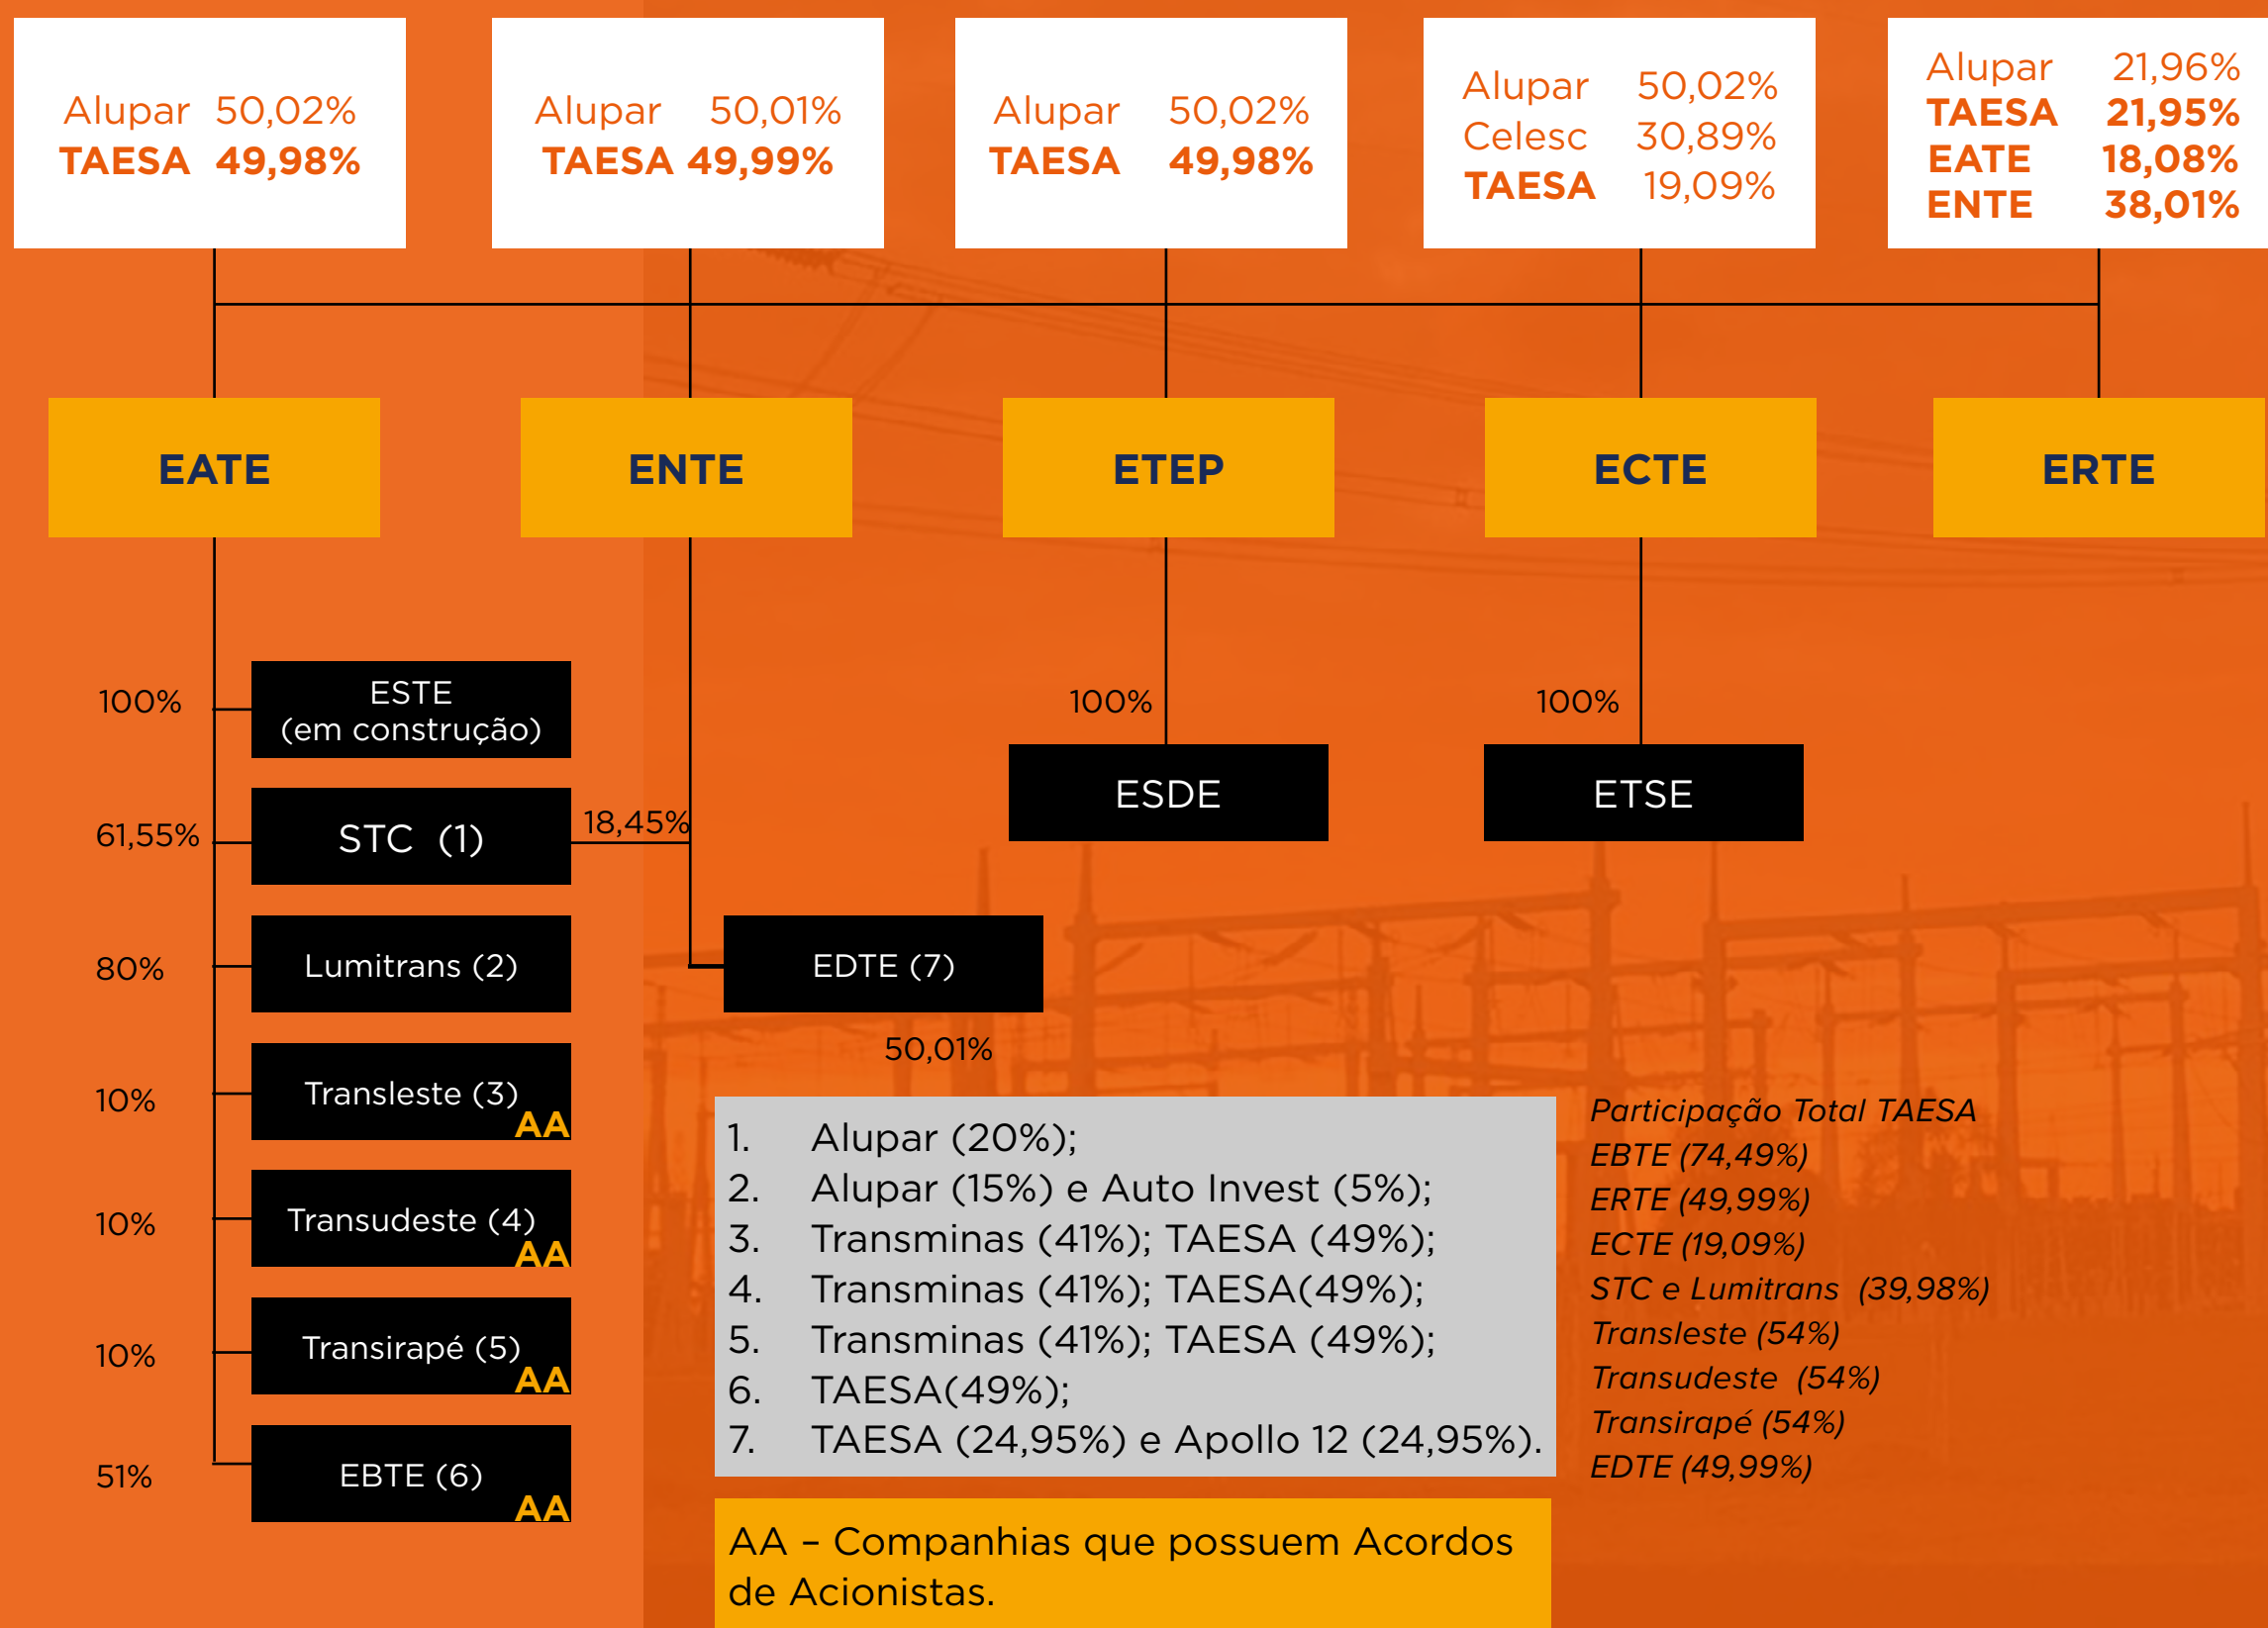 Alupar 50,02%
TAESA 49,98%
Alupar 50,01%
TAESA 49,99%
Alupar 50,02%
TAESA 49,98%
Alupar 50,02%
Celesc 30,89%
TAESA 19,09%
Alupar 21,96%
TAESA 21,95%
EATE 18,08%
ENTE 38,01%
EATE
ENTE
ETEP
ECTE
ERTE
100%
ESTE
(em construção)
100%
ESDE
100%
ETSE
61,55%
STC (1)
18,45%
80%
Lumitrans (2)
EDTE (7)
50,01%
10%
Transleste (3)
AA
10%
Transudeste (4)
AA
10%
Transirapé (5)
AA
51%
EBTE (6)
AA
1. Alupar (20%);
2. Alupar (15%) e Auto Invest (5%);
3. Transminas (41%); TAESA (49%);
4. Transminas (41%); TAESA(49%);
5. Transminas (41%); TAESA (49%);
6. TAESA(49%);
7. TAESA (24,95%) e Apollo 12 (24,95%).
Participação Total TAESA
EBTE (74,49%)
ERTE (49,99%)
ECTE (19,09%)
STC e Lumitrans (39,98%)
Transleste (54%)
Transudeste (54%)
Transirapé (54%)
EDTE (49,99%)
AA – Companhias que possuem Acordos
de Acionistas.